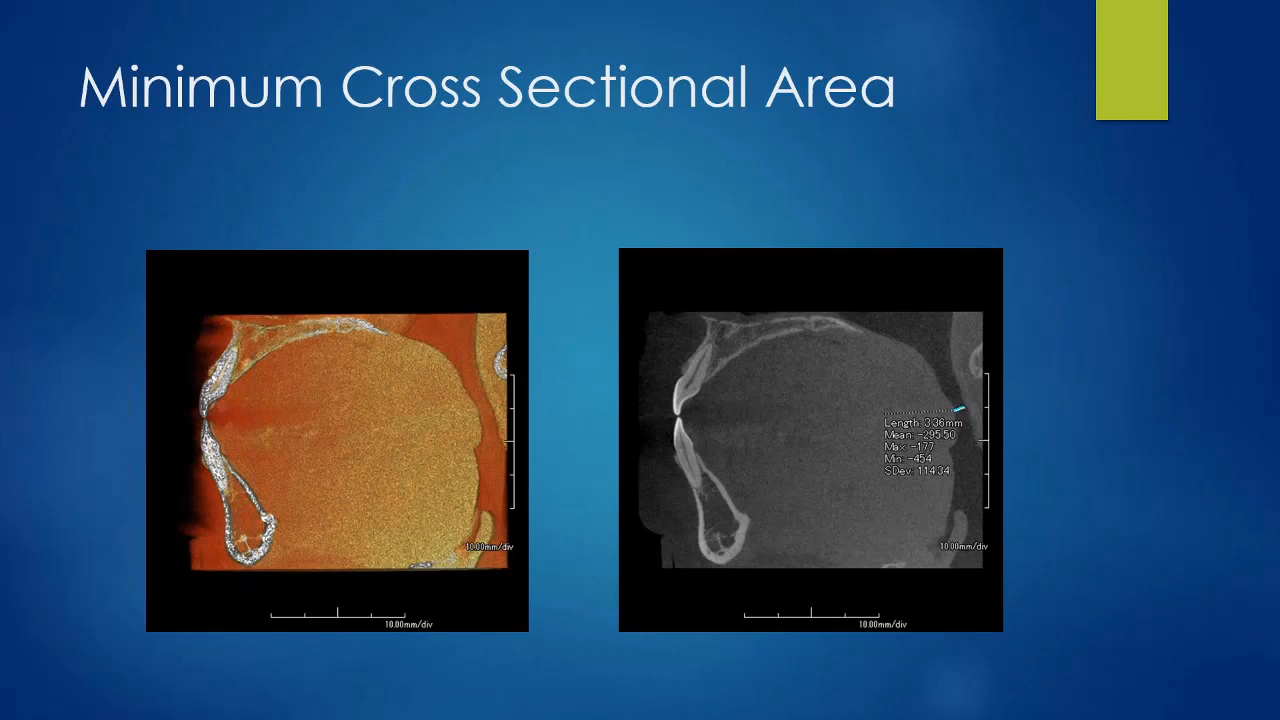 Minimum Cross Sectional Area
10.00mm/div
10.00mm/div
Length: 3.36mm
Mean: -295.50
Max: -177
Min: -454
SDev: 114.34
10.00mm/div
10.00mm/div